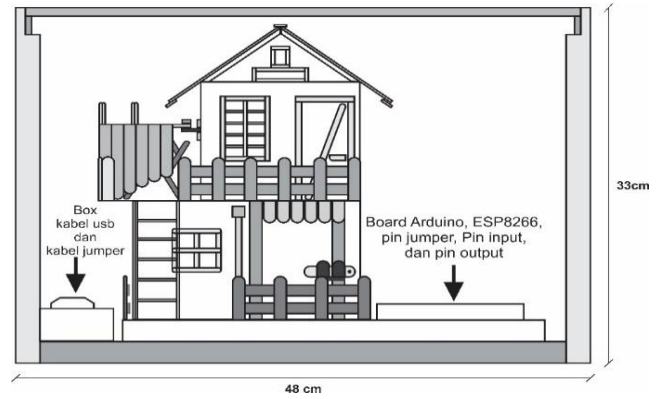 Box
kabel usb
dan
kabel jumper
Board Arduino, ESP8266,
pin jumper, Pin input,
dan pin output
33cm
48 cm